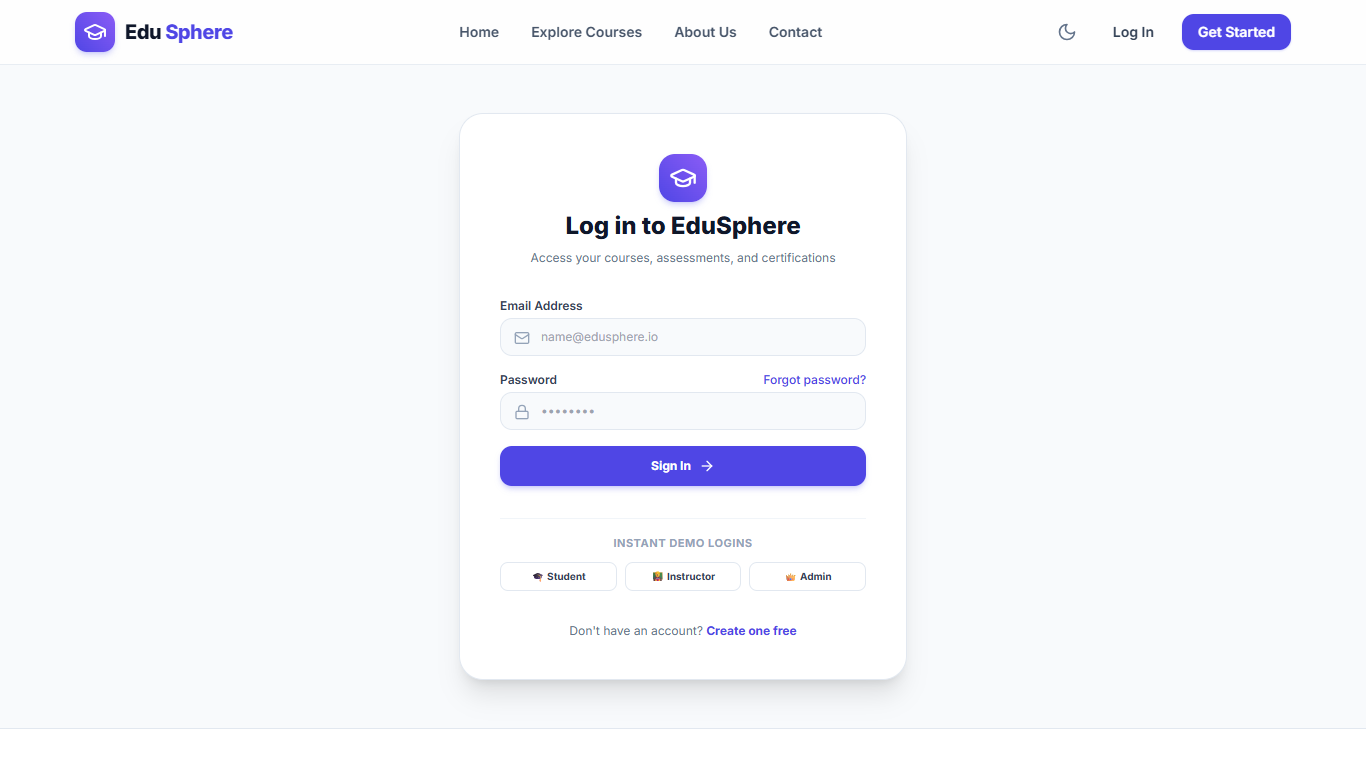 Edu Sphere
Home
Explore Courses
About Us
Contact
Log In
Get Started
Log in to EduSphere
Access your courses, assessments, and certifications
Email Address
name@edusphere.io
Password
Forgot password?
••••••••
Sign In
INSTANT DEMO LOGINS
Student
Instructor
Admin
Don't have an account? Create one free